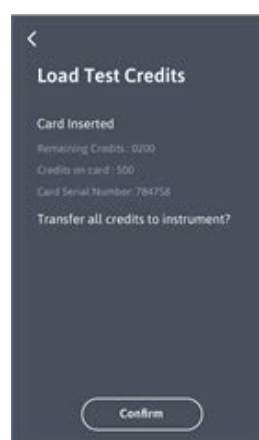 Load Test Credits
Card Inserted
Remaining Credits : 0200
Credits on card : 500
Card Serial Number: 784758
Transfer all credits to instrument?
Confirm